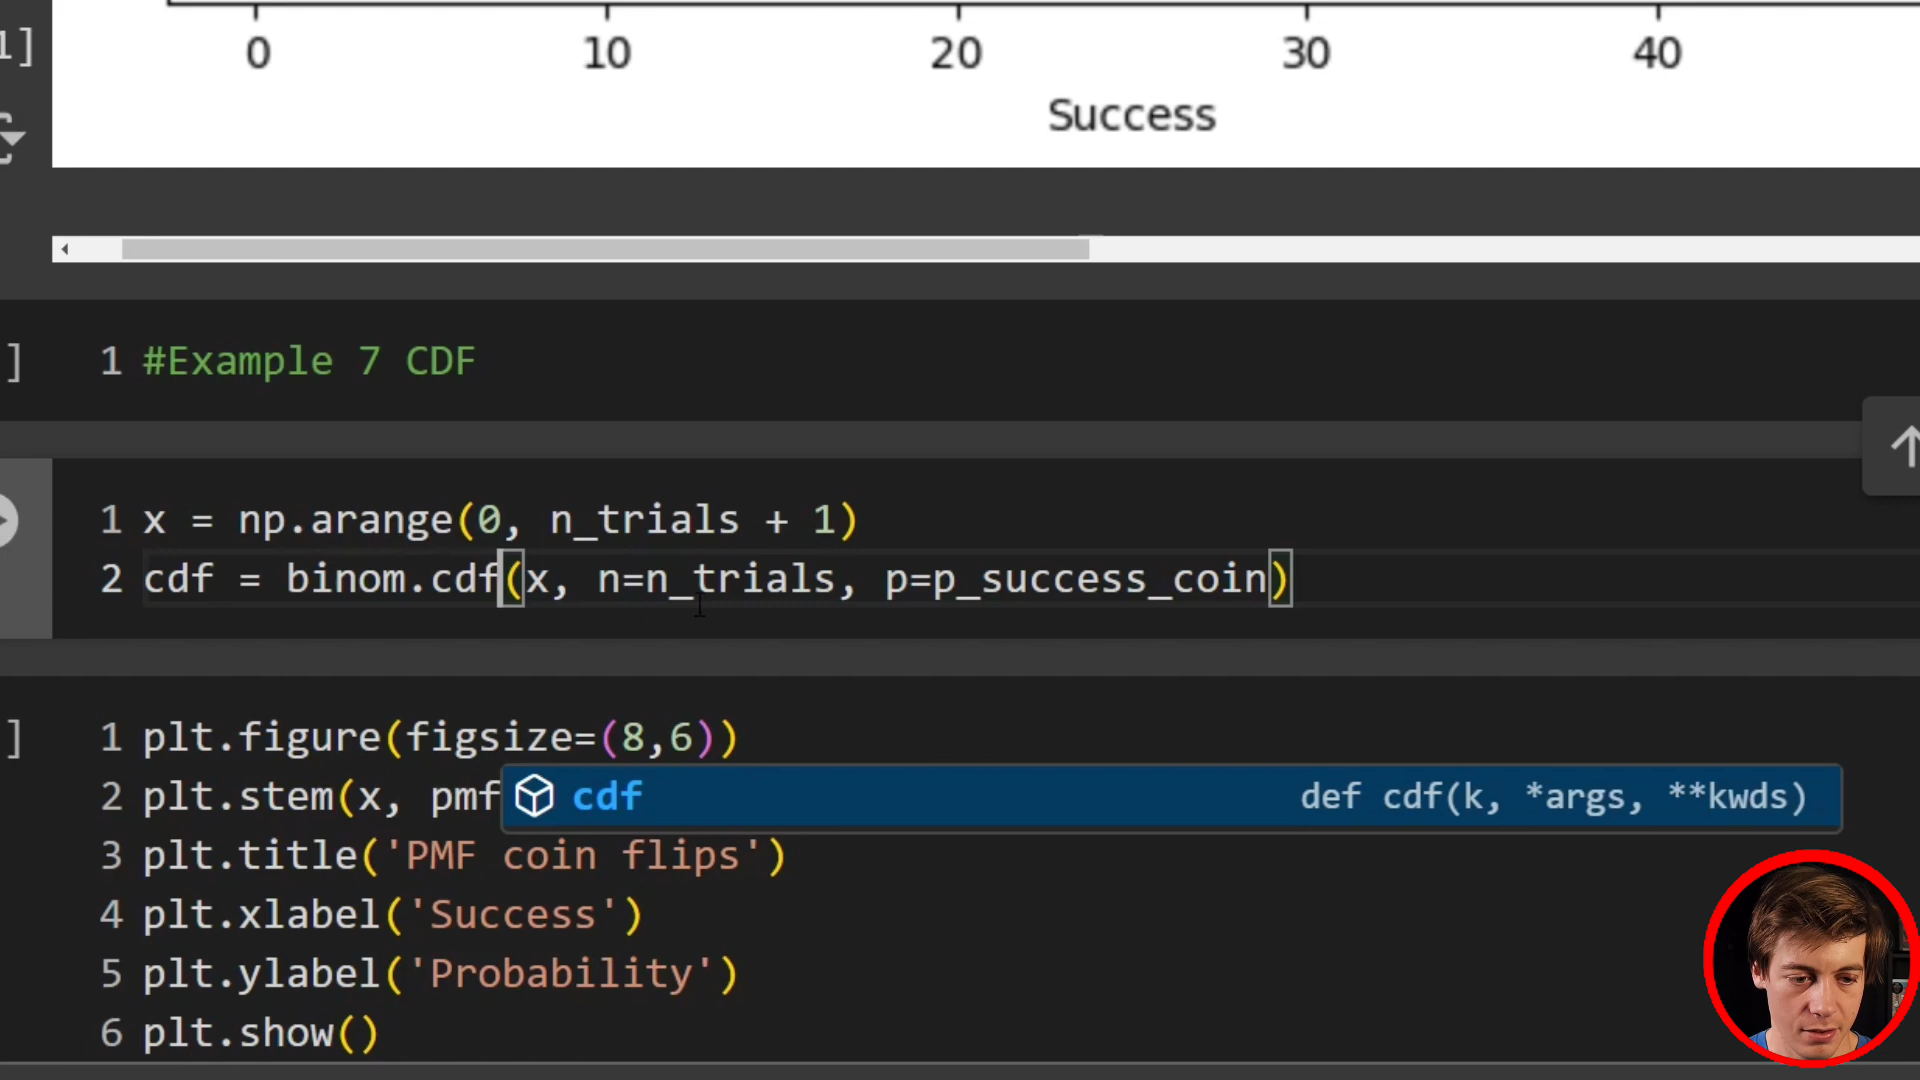 1]
0 10 20 30 40
Success
] 1 #Example 7 CDF
1 x = np.arange(0, n_trials + 1)
2 cdf = binom.cdf(x, n=n_trials, p=p_success_coin)
] 1 plt.figure(figsize=(8,6))
2 plt.stem(x, pmf
cdf def cdf(k, *args, **kwds)
3 plt.title('PMF coin flips')
4 plt.xlabel('Success')
5 plt.ylabel('Probability')
6 plt.show()